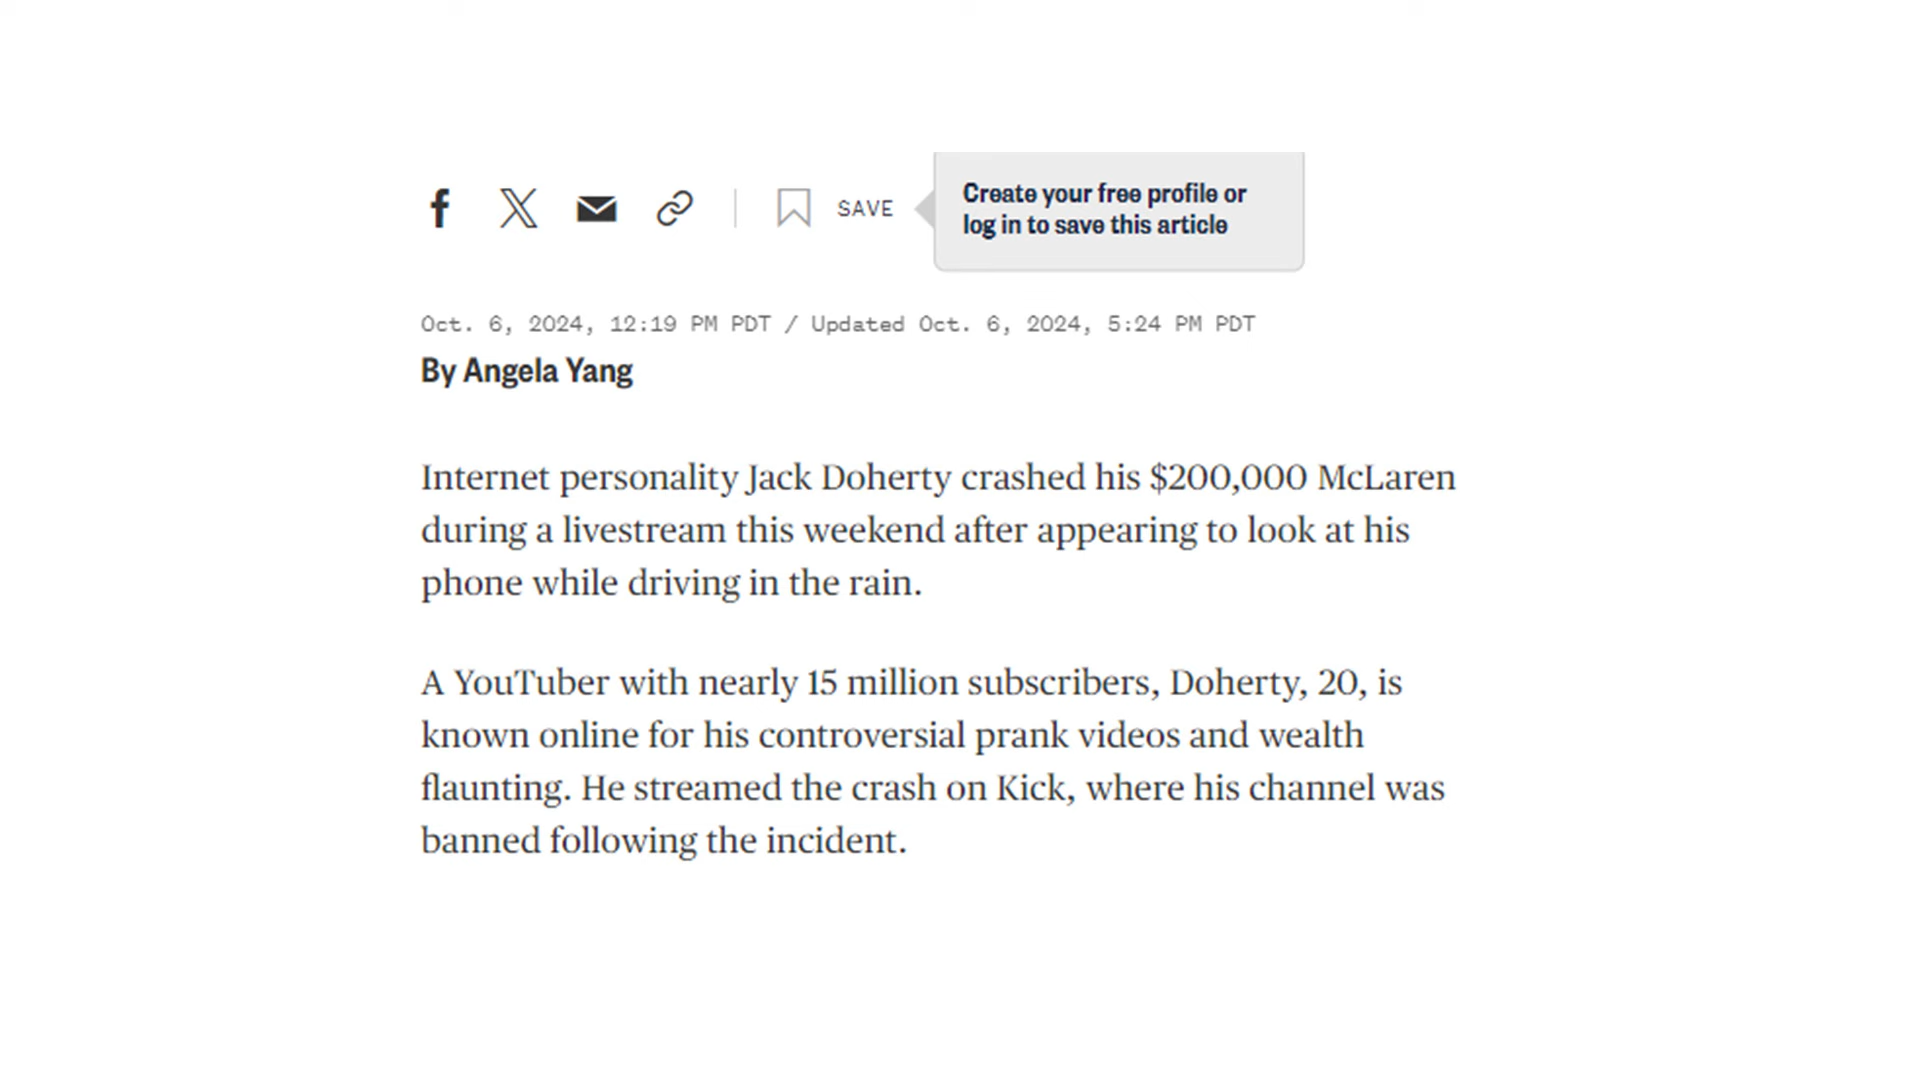 SAVE
Create your free profile or
log in to save this article
Oct. 6, 2024, 12:19 PM PDT / Updated Oct. 6, 2024, 5:24 PM PDT
By Angela Yang
Internet personality Jack Doherty crashed his $200,000 McLaren
during a livestream this weekend after appearing to look at his
phone while driving in the rain.
A YouTuber with nearly 15 million subscribers, Doherty, 20, is
known online for his controversial prank videos and wealth
flaunting. He streamed the crash on Kick, where his channel was
banned following the incident.